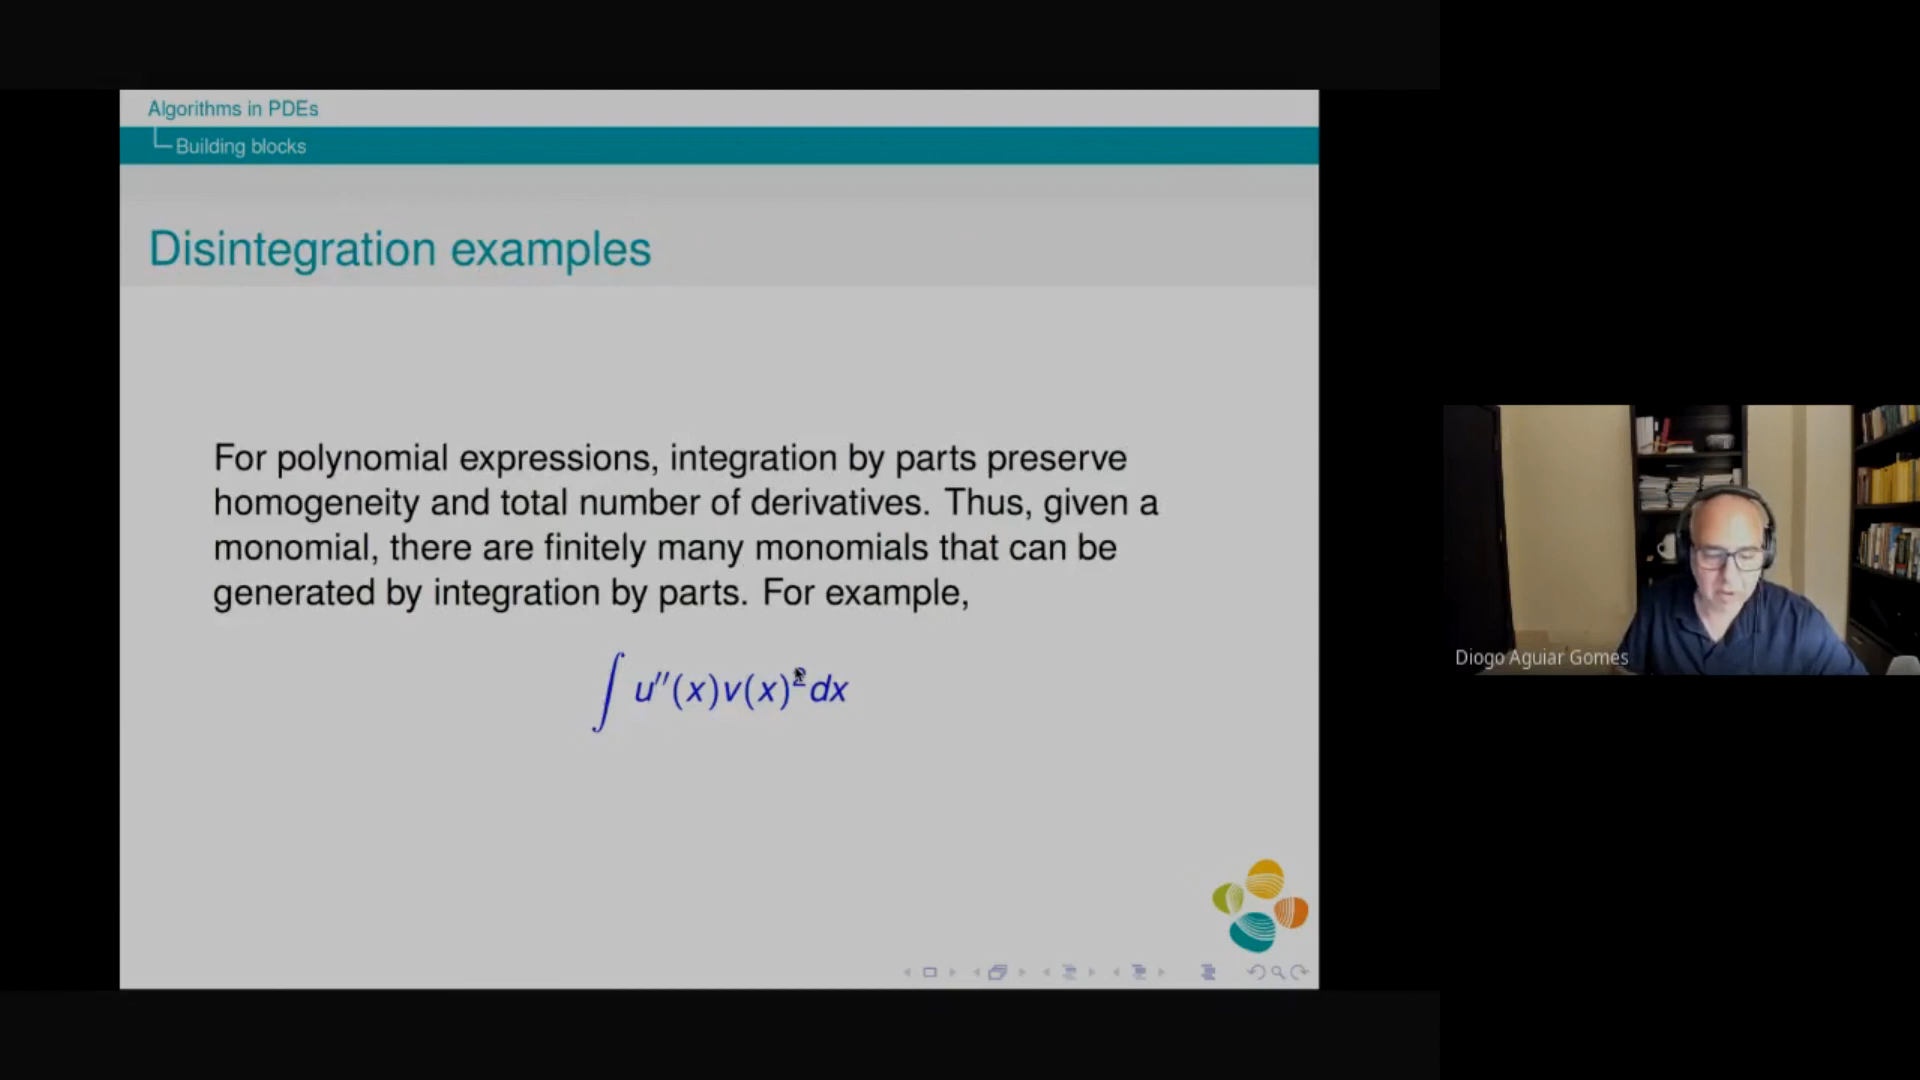 Algorithms in PDEs
Building blocks
Disintegration examples
For polynomial expressions, integration by parts preserve
homogeneity and total number of derivatives. Thus, given a
monomial, there are finitely many monomials that can be
generated by integration by parts. For example,
∫ u″(x)v(x)²dx
Diogo Aguiar Gomes